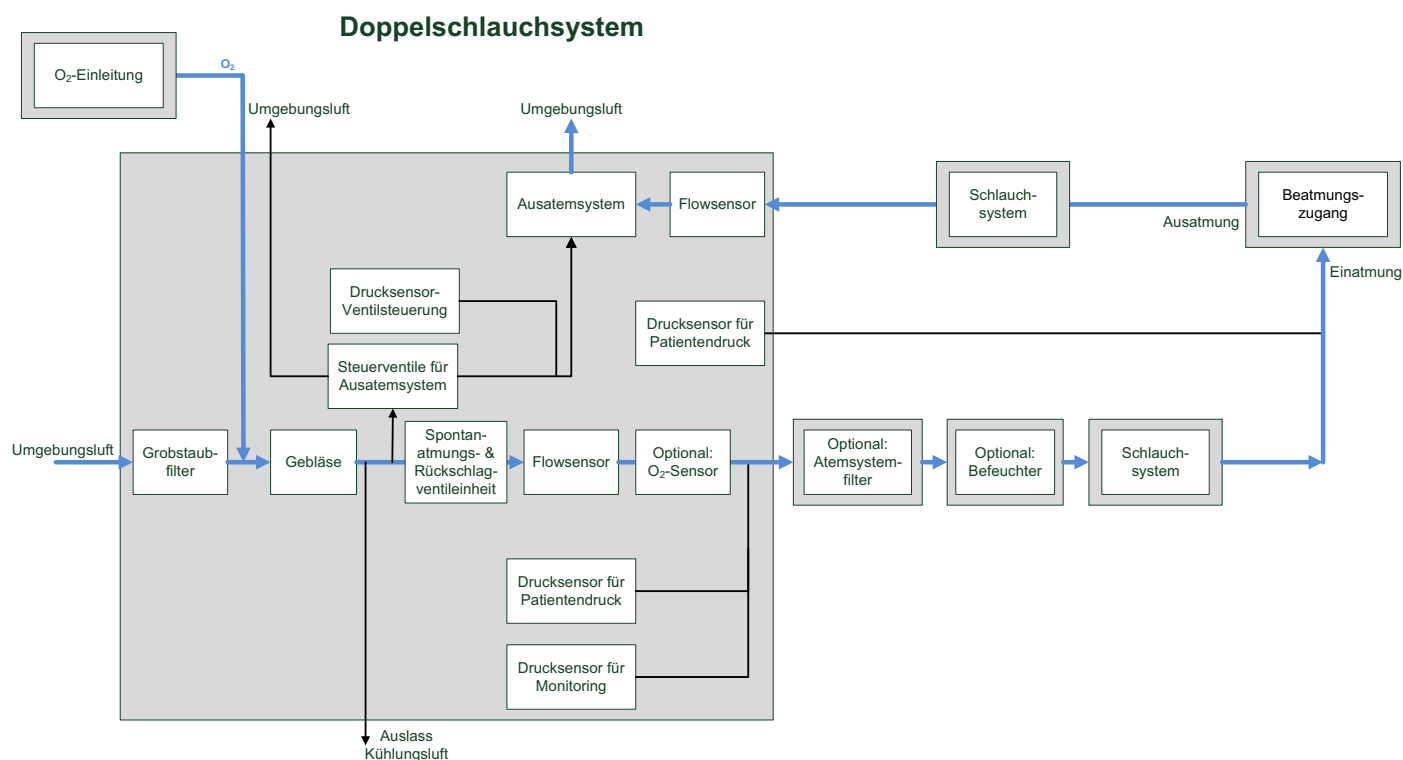 Doppelschlauchsystem
O₂-Einleitung
O₂
Umgebungsluft
Umgebungsluft
Ausatemsystem
Flowsensor
Schlauch-
system
Ausatmung
Beatmungs-
zugang
Einatmung
Drucksensor-
Ventilsteuerung
Drucksensor für
Patientendruck
Steuerventile für
Ausatemsystem
Umgebungsluft
Grobstaub-
filter
Gebläse
Spontan-
atmungs- &
Rückschlag-
ventileinheit
Flowsensor
Optional:
O₂-Sensor
Optional:
Atemsystem-
filter
Optional:
Befeuchter
Schlauch-
system
Drucksensor für
Patientendruck
Drucksensor für
Monitoring
Auslass
Kühlungsluft